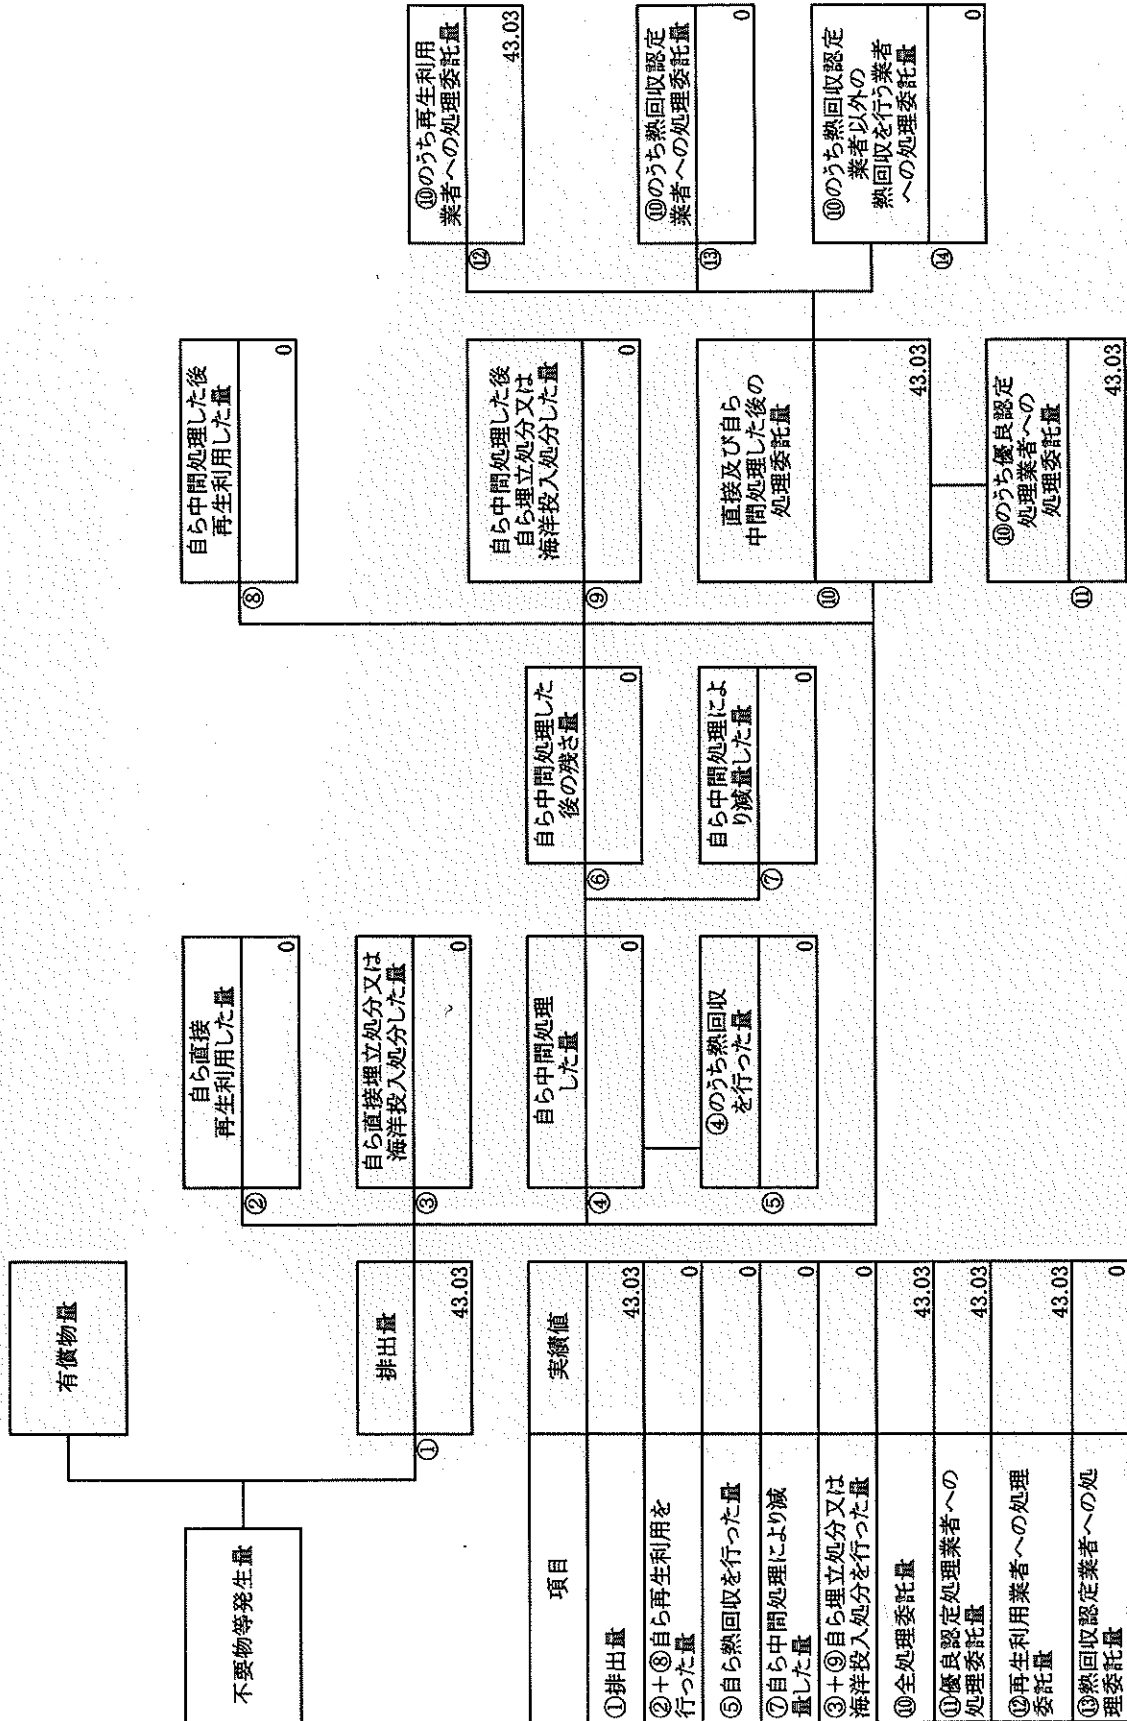 有償物量
不要物等発生量
①
排出量
43.03
②
自ら直接
再生利用した量
0
③
自ら直接埋立処分又は
海洋投入処分した量
0
④
自ら中間処理
した量
0
⑤
④のうち熱回収
を行った量
0
⑥
自ら中間処理した
後の残さ量
0
⑦
自ら中間処理によ
り減量した量
0
⑧
自ら中間処理した後
再生利用した量
0
⑨
自ら中間処理した後
自ら埋立処分又は
海洋投入処分した量
0
⑩
直接及び自ら
中間処理した後の
処理委託量
43.03
⑪
⑩のうち優良認定
処理業者への
処理委託量
43.03
⑫
⑩のうち再生利用
業者への処理委託量
43.03
⑬
⑩のうち熱回収認定
業者への処理委託量
0
⑭
⑩のうち熱回収認定
業者以外の
熱回収を行う業者
への処理委託量
0
項目 実績値
①排出量 43.03
②+⑧自ら再生利用を
行った量 0
⑤自ら熱回収を行った量 0
⑦自ら中間処理により減
量した量 0
③+⑨自ら埋立処分又は
海洋投入処分を行った量 0
⑩全処理委託量 43.03
⑪優良認定処理業者への
処理委託量 43.03
⑫再生利用業者への処理
委託量 43.03
⑬熱回収認定業者への処
理委託量 0